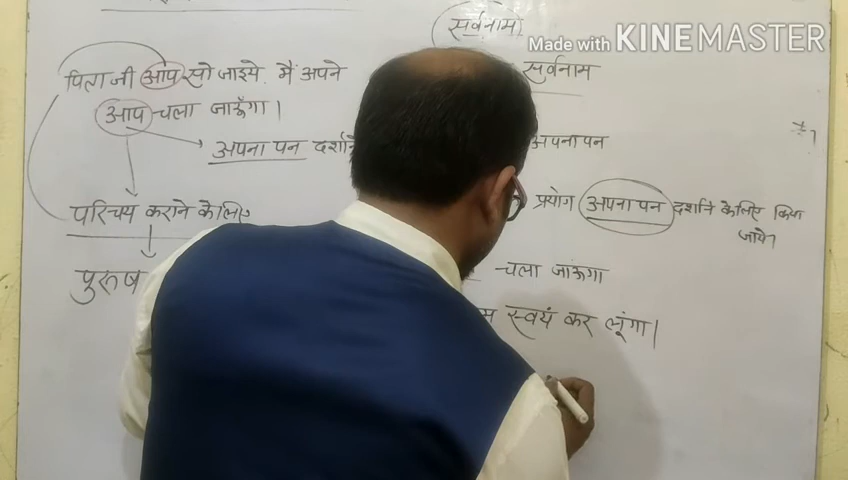 सर्वनाम
Made with KINEMASTER
पिता जी आप सो जाइये. मैं अपने
आप चला जाऊँगा।
अपना पन दर्शाने
परिचय कराने के लिए
पुरुष
सर्वनाम
अपनापन
प्रयोग अपनापन दर्शाने के लिए किया
जाये।
चला जाऊंगा
स्वयं कर लूंगा।